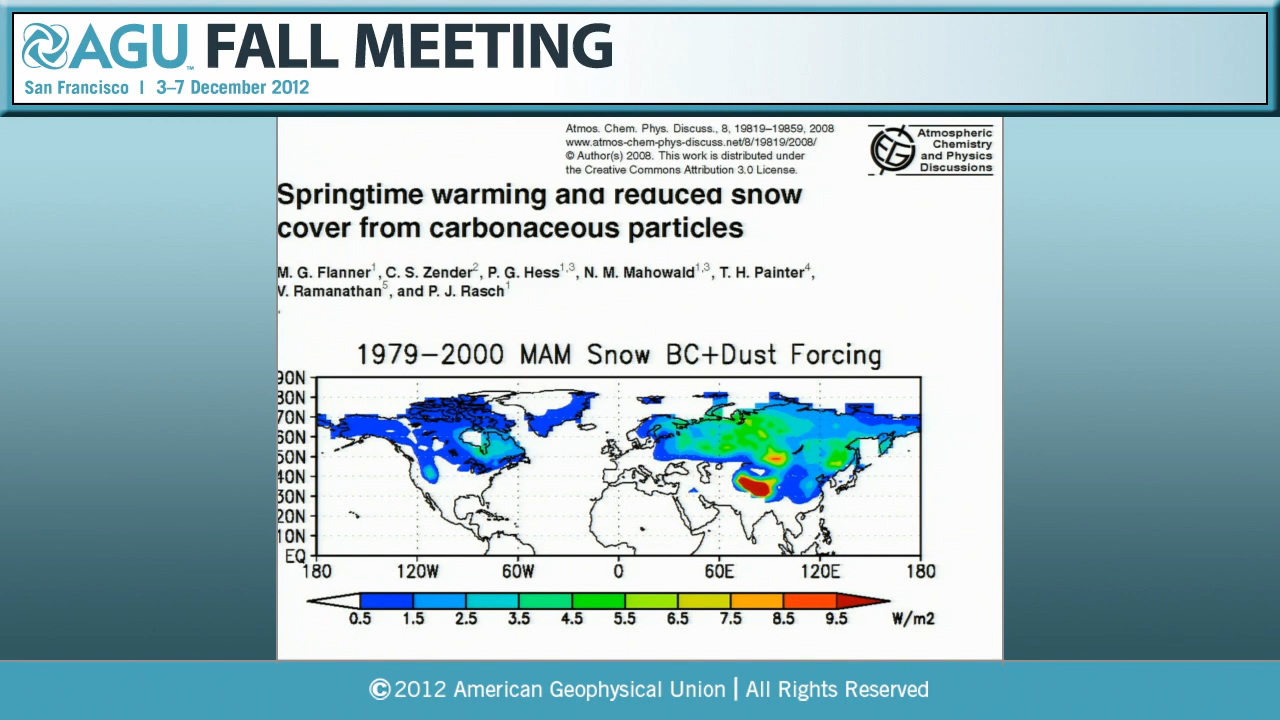 AGU™ FALL MEETING
San Francisco | 3–7 December 2012
Atmos. Chem. Phys. Discuss., 8, 19819–19859, 2008
www.atmos-chem-phys-discuss.net/8/19819/2008/
© Author(s) 2008. This work is distributed under
the Creative Commons Attribution 3.0 License.
Atmospheric
Chemistry
and Physics
Discussions
Springtime warming and reduced snow
cover from carbonaceous particles
M. G. Flanner1, C. S. Zender2, P. G. Hess1,3, N. M. Mahowald1,3, T. H. Painter4,
V. Ramanathan5, and P. J. Rasch1
1979–2000 MAM Snow BC+Dust Forcing
90N
80N
70N
60N
50N
40N
30N
20N
10N
EQ
180 120W 60W 0 60E 120E 180
0.5 1.5 2.5 3.5 4.5 5.5 6.5 7.5 8.5 9.5 W/m2
©2012 American Geophysical Union | All Rights Reserved